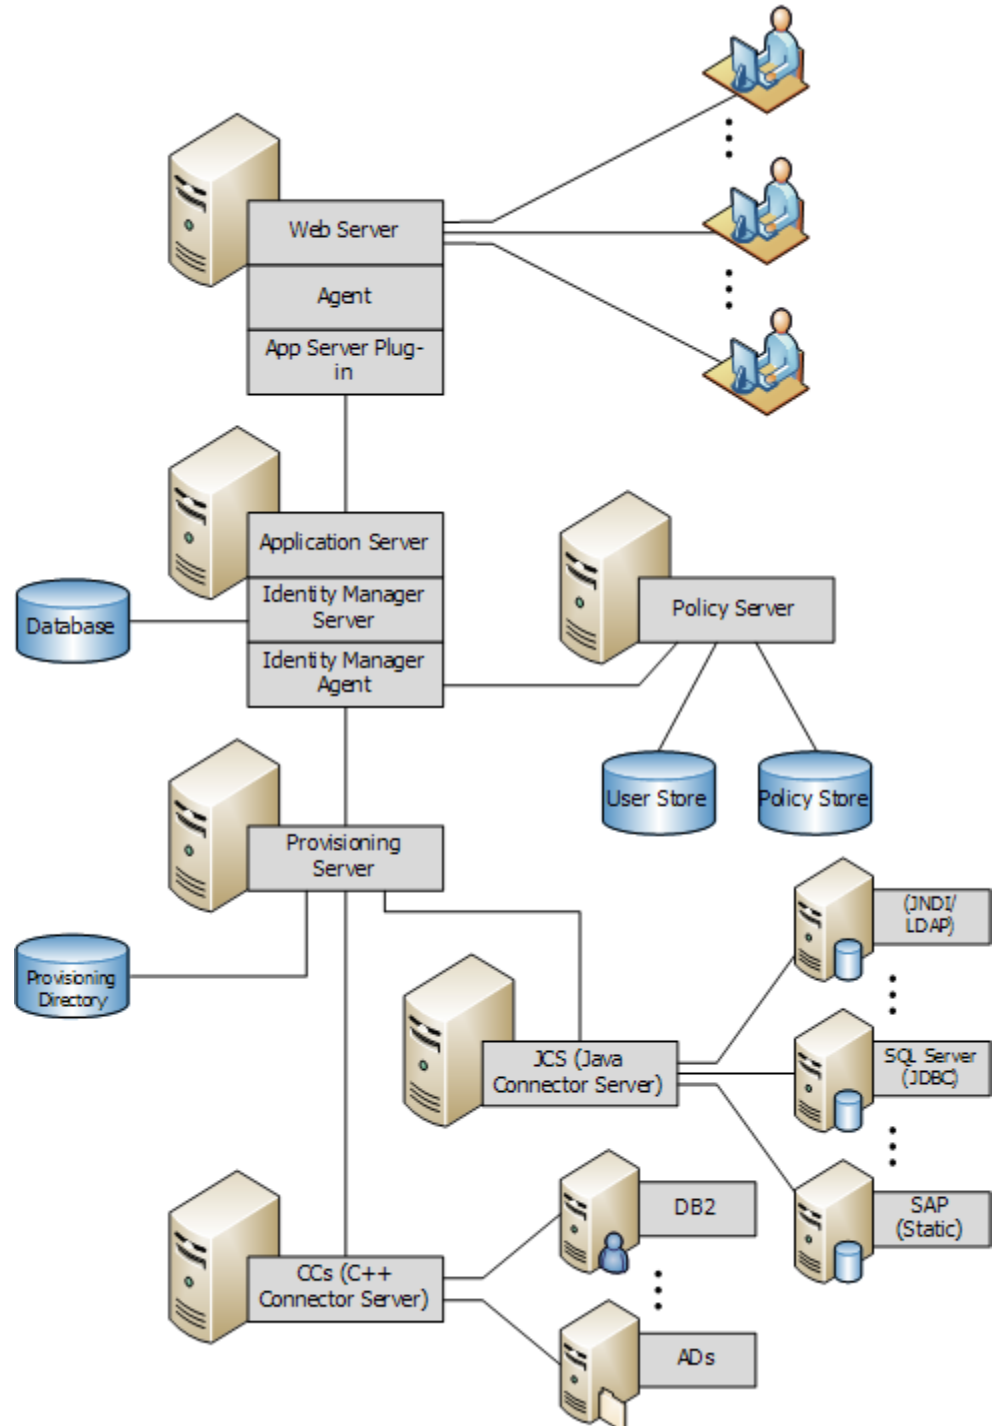 Web Server
Agent
App Server Plug-
in
Application Server
Identity Manager
Server
Identity Manager
Agent
Database
Policy Server
User Store
Policy Store
Provisioning
Server
Provisioning
Directory
(JNDI/
LDAP)
JCS (Java
Connector Server)
SQL Server
(JDBC)
SAP
(Static)
DB2
CCs (C++
Connector Server)
ADs